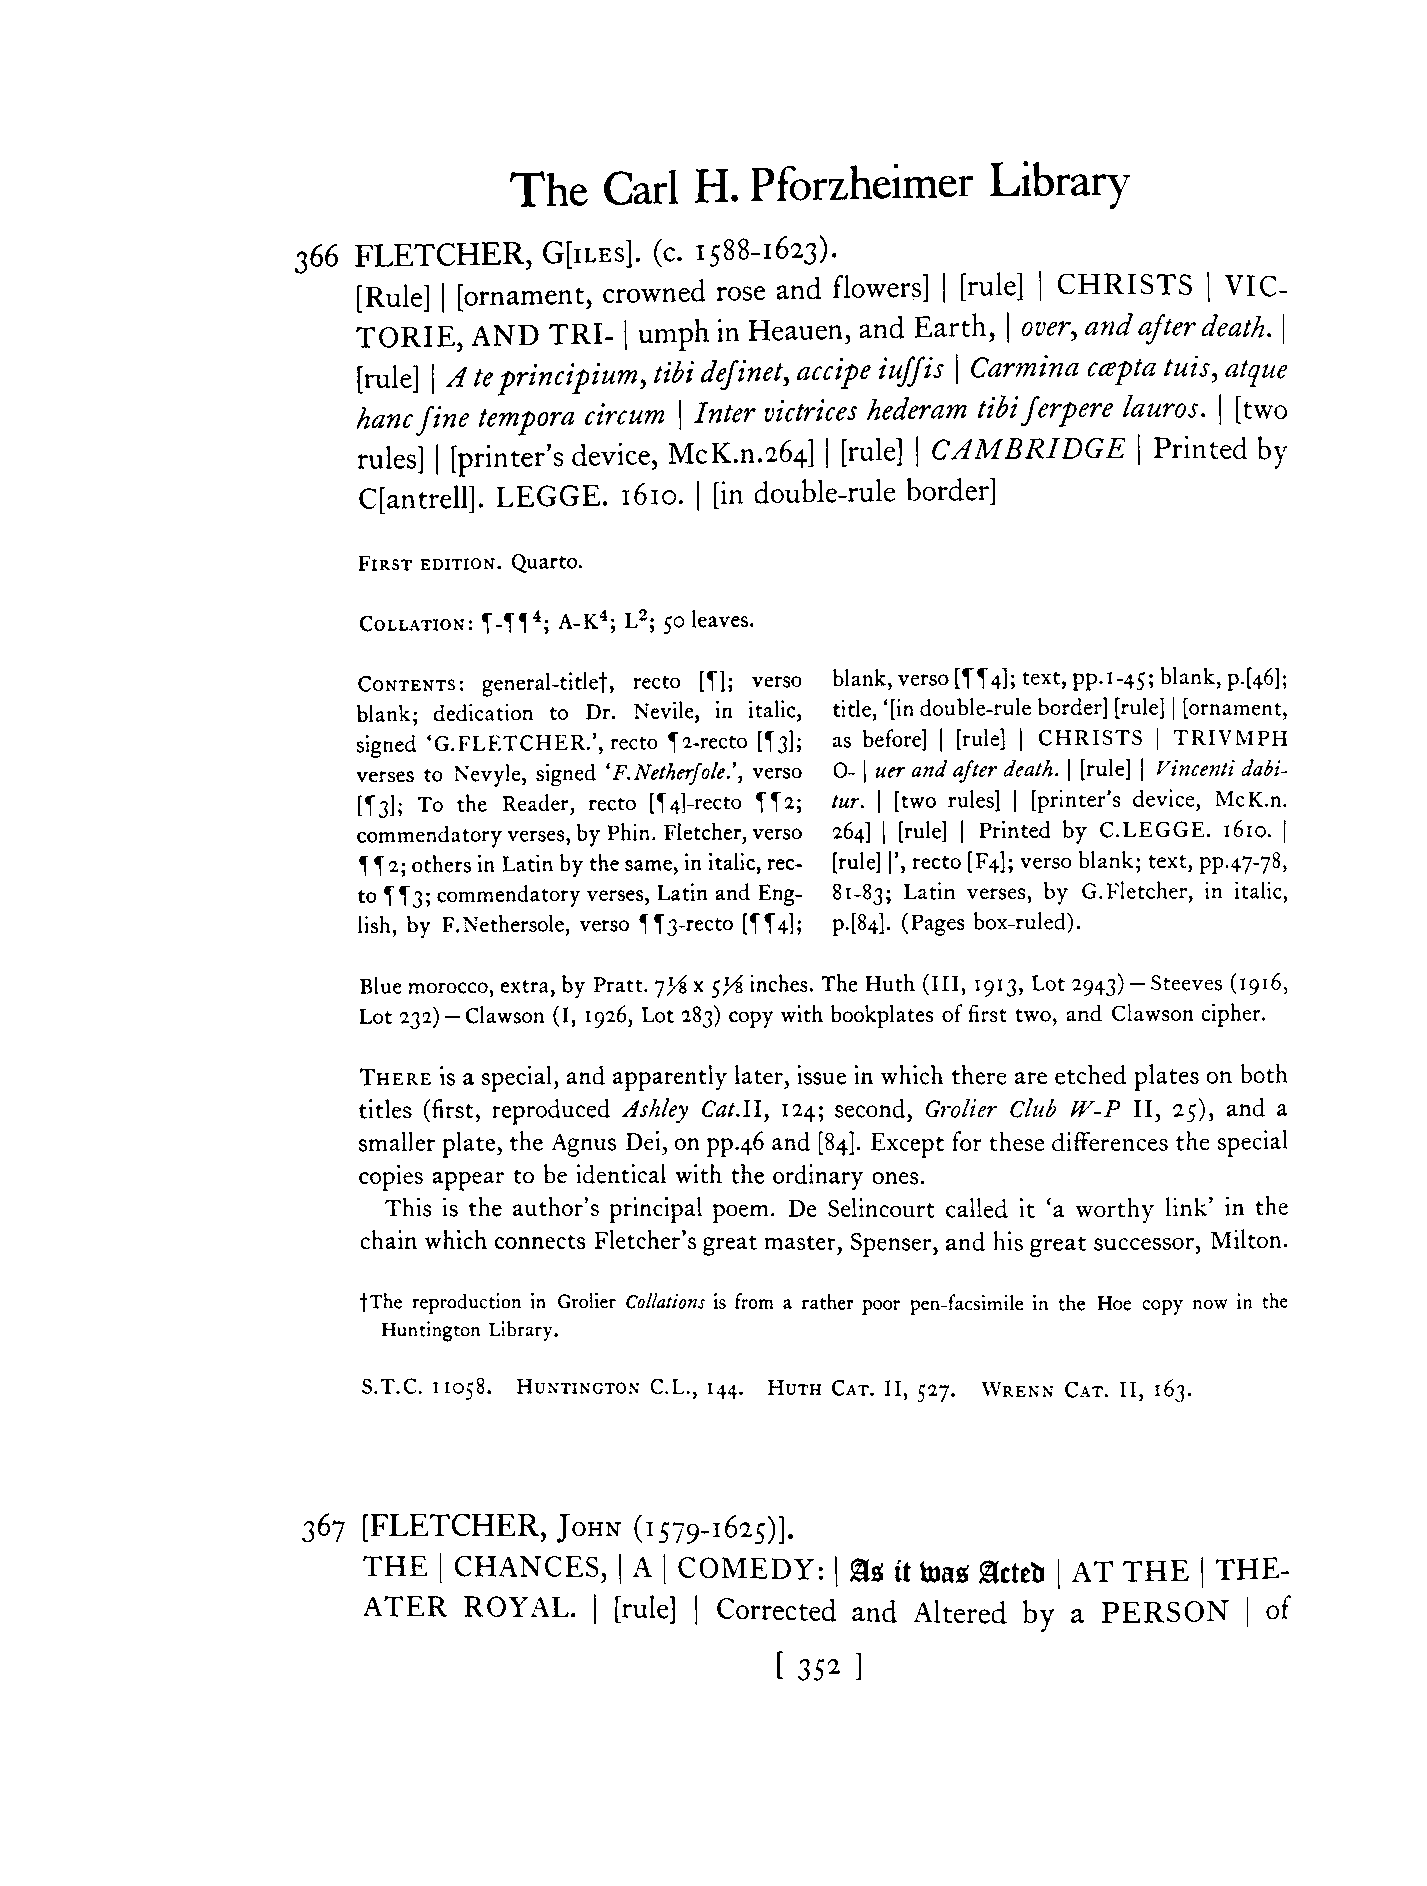 The Carl H. Pforzheimer Library
366 FLETCHER, G[ILES]. (c. 1588-1623).
[Rule] | [ornament, crowned rose and flowers] | [rule] | CHRISTS | VIC-
TORIE, AND TRI- | umph in Heauen, and Earth, | over, and after death. |
[rule] | A te principium, tibi deſinet, accipe iuſſis | Carmina cœpta tuis, atque
hanc ſine tempora circum | Inter victrices hederam tibi ſerpere lauros. | [two
rules] | [printer's device, McK.n.264] | [rule] | CAMBRIDGE | Printed by
C[antrell]. LEGGE. 1610. | [in double-rule border]
FIRST EDITION. Quarto.
COLLATION: ¶-¶¶⁴; A-K⁴; L²; 50 leaves.
CONTENTS: general-title†, recto [¶]; verso
blank; dedication to Dr. Nevile, in italic,
signed 'G.FLETCHER.', recto ¶2-recto [¶3];
verses to Nevyle, signed 'F.Netherſole.', verso
[¶3]; To the Reader, recto [¶4]-recto ¶¶2;
commendatory verses, by Phin. Fletcher, verso
¶¶2; others in Latin by the same, in italic, rec-
to ¶¶3; commendatory verses, Latin and Eng-
lish, by F.Nethersole, verso ¶¶3-recto [¶¶4];
blank, verso [¶¶4]; text, pp.1-45; blank, p.[46];
title, '[in double-rule border] [rule] | [ornament,
as before] | [rule] | CHRISTS | TRIVMPH
O- | uer and after death. | [rule] | Vincenti dabi-
tur. | [two rules] | [printer's device, McK.n.
264] | [rule] | Printed by C.LEGGE. 1610. |
[rule] |', recto [F4]; verso blank; text, pp.47-78,
81-83; Latin verses, by G.Fletcher, in italic,
p.[84]. (Pages box-ruled).
Blue morocco, extra, by Pratt. 7⅛ x 5⅛ inches. The Huth (III, 1913, Lot 2943)—Steeves (1916,
Lot 232)—Clawson (I, 1926, Lot 283) copy with bookplates of first two, and Clawson cipher.
THERE is a special, and apparently later, issue in which there are etched plates on both
titles (first, reproduced Ashley Cat.II, 124; second, Grolier Club W-P II, 25), and a
smaller plate, the Agnus Dei, on pp.46 and [84]. Except for these differences the special
copies appear to be identical with the ordinary ones.
This is the author's principal poem. De Selincourt called it 'a worthy link' in the
chain which connects Fletcher's great master, Spenser, and his great successor, Milton.
†The reproduction in Grolier Collations is from a rather poor pen-facsimile in the Hoe copy now in the
Huntington Library.
S.T.C. 11058. HUNTINGTON C.L., 144. HUTH CAT. II, 527. WRENN CAT. II, 163.
367 [FLETCHER, JOHN (1579-1625)].
THE | CHANCES, | A | COMEDY: | As it was Acted | AT THE | THE-
ATER ROYAL. | [rule] | Corrected and Altered by a PERSON | of
[ 352 ]